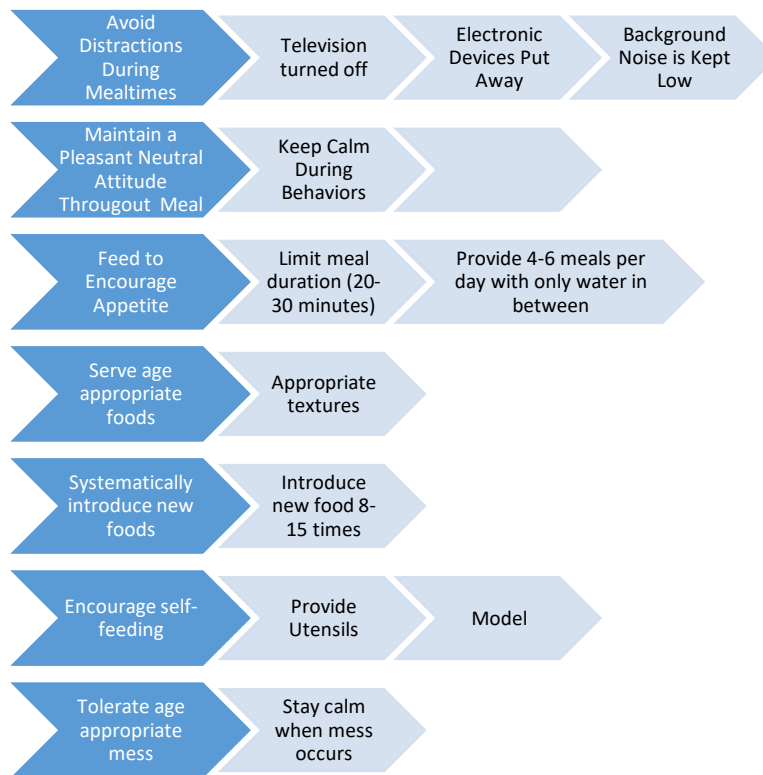 Avoid
Distractions
During
Mealtimes
Television
turned off
Electronic
Devices Put
Away
Background
Noise is Kept
Low
Maintain a
Pleasant Neutral
Attitude
Througout Meal
Keep Calm
During
Behaviors
Feed to
Encourage
Appetite
Limit meal
duration (20-
30 minutes)
Provide 4-6 meals per
day with only water in
between
Serve age
appropriate
foods
Appropriate
textures
Systematically
introduce new
foods
Introduce
new food 8-
15 times
Encourage self-
feeding
Provide
Utensils
Model
Tolerate age
appropriate
mess
Stay calm
when mess
occurs